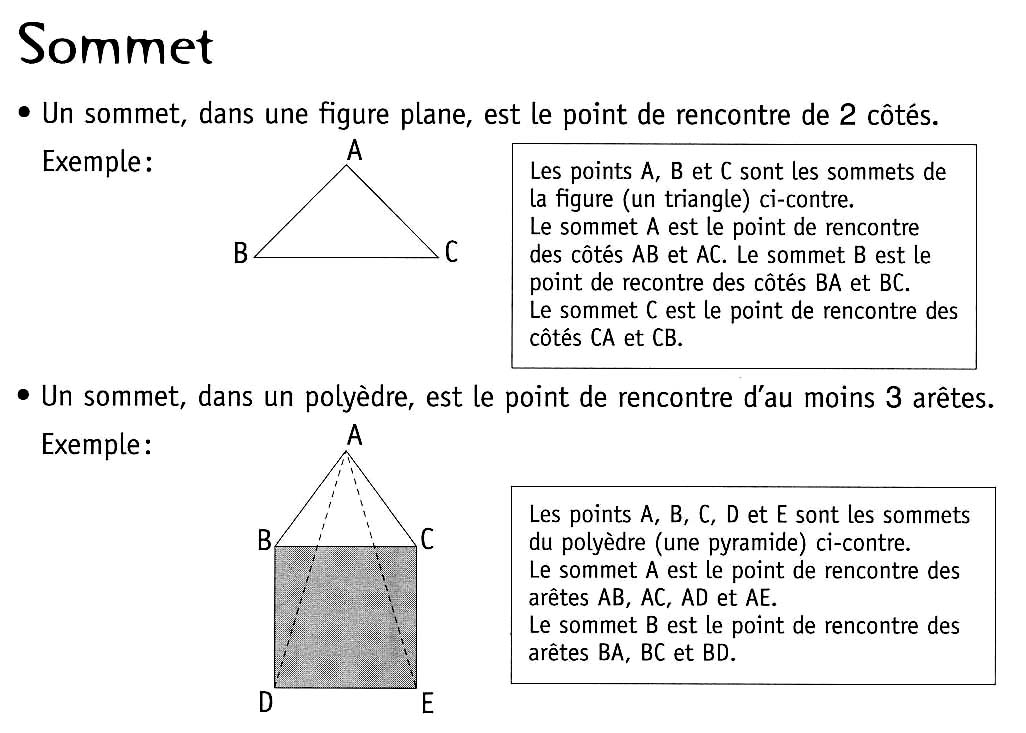 Sommet
• Un sommet, dans une figure plane, est le point de rencontre de 2 côtés.
Exemple :
A
B
C
Les points A, B et C sont les sommets de
la figure (un triangle) ci-contre.
Le sommet A est le point de rencontre
des côtés AB et AC. Le sommet B est le
point de recontre des côtés BA et BC.
Le sommet C est le point de rencontre des
côtés CA et CB.
• Un sommet, dans un polyèdre, est le point de rencontre d'au moins 3 arêtes.
Exemple :
A
B
C
D
E
Les points A, B, C, D et E sont les sommets
du polyèdre (une pyramide) ci-contre.
Le sommet A est le point de rencontre des
arêtes AB, AC, AD et AE.
Le sommet B est le point de rencontre des
arêtes BA, BC et BD.